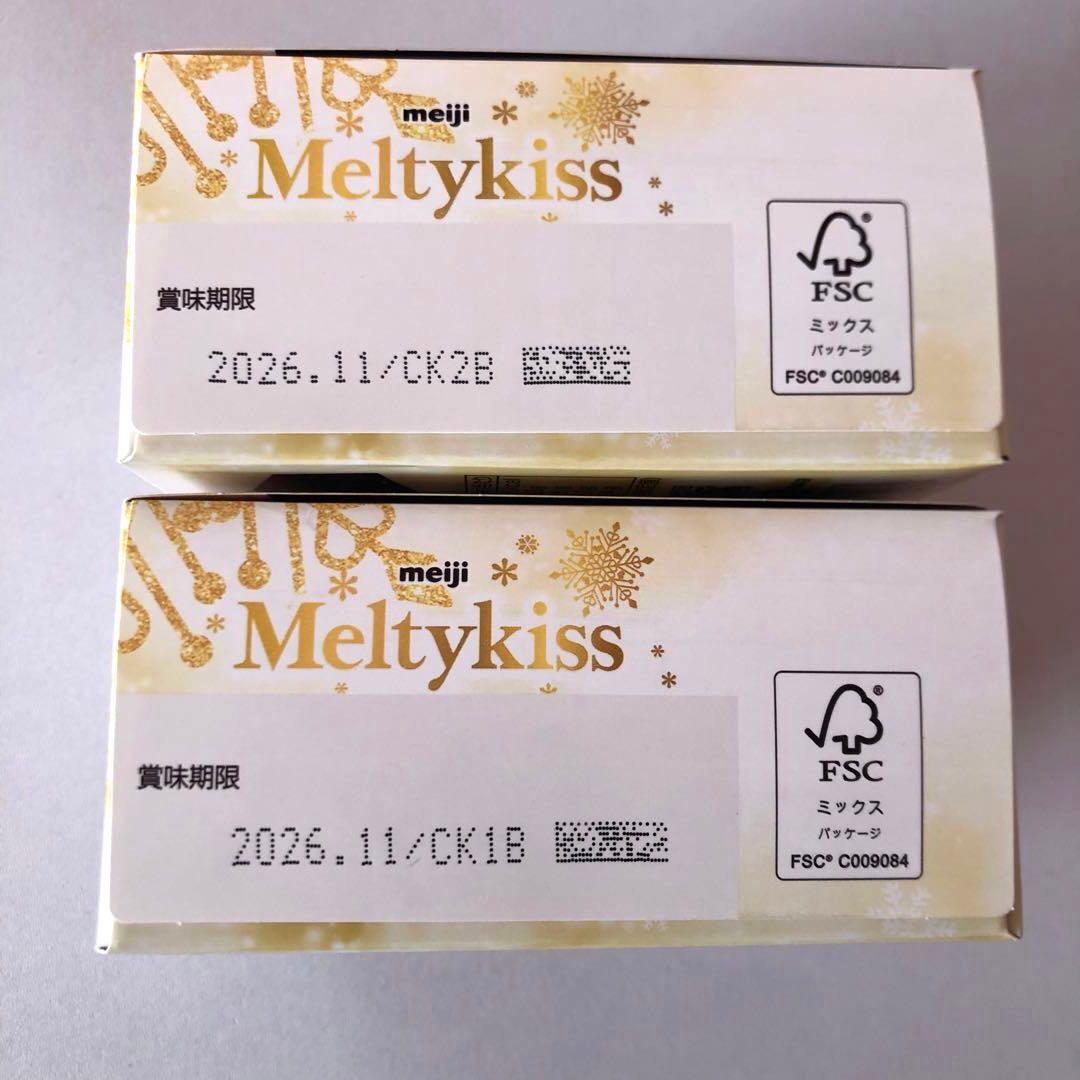 meiji
Meltykiss
賞味期限
2026.11/CK2B
FSC®
ミックス
パッケージ
FSC® C009084
meiji
Meltykiss
賞味期限
2026.11/CK1B
FSC®
ミックス
パッケージ
FSC® C009084